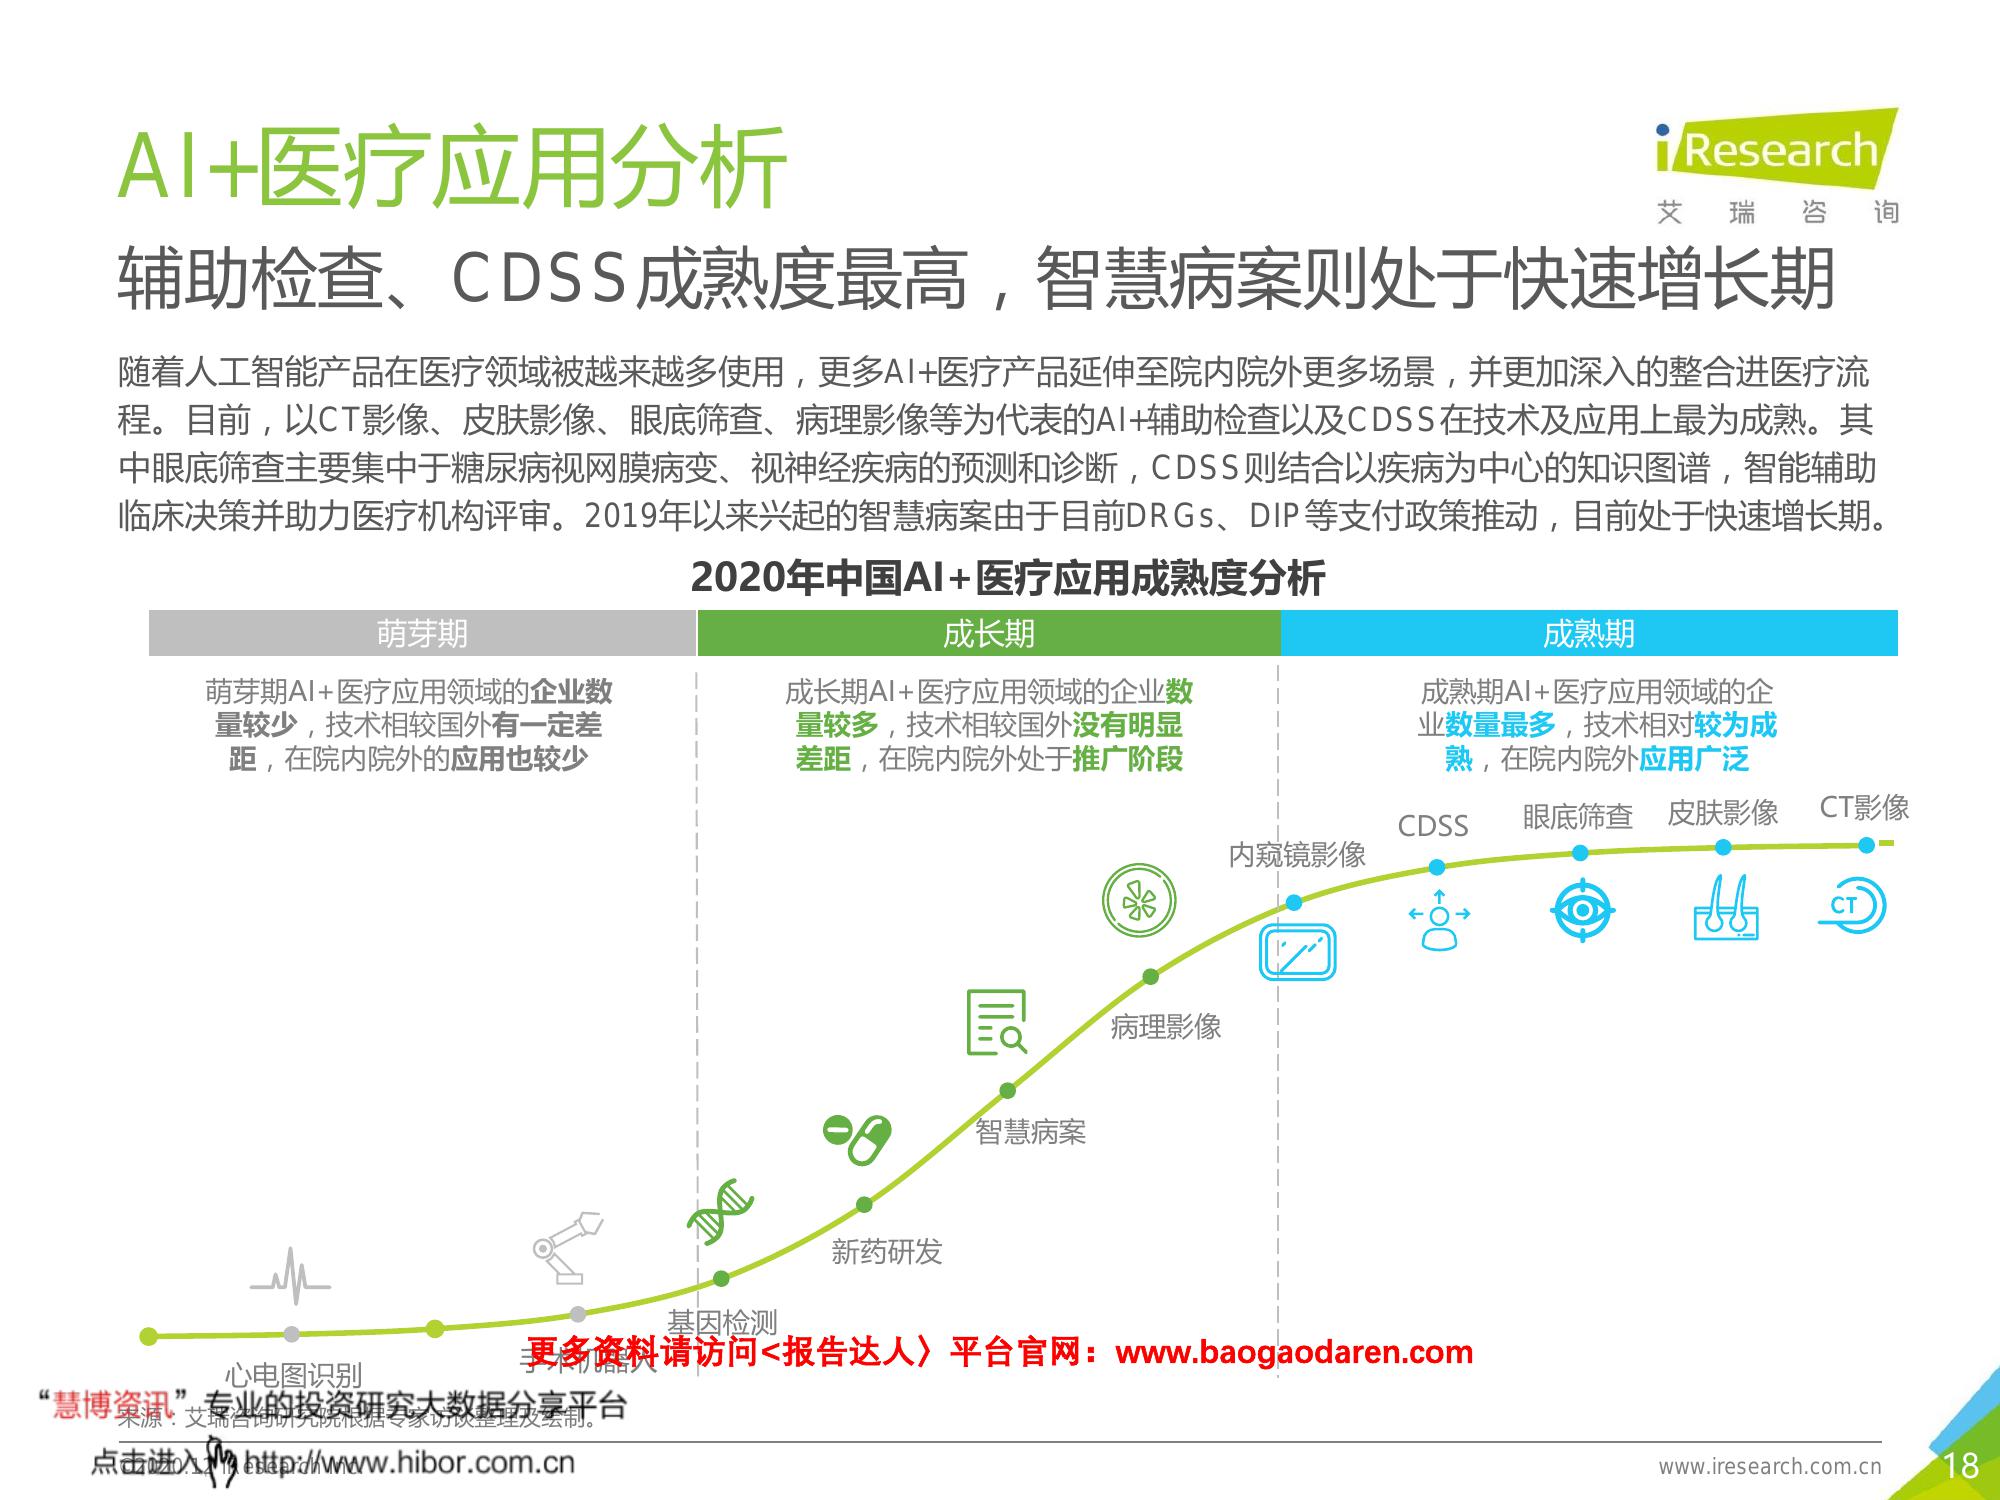 AI+医疗应用分析
iResearch
艾瑞咨询
辅助检查、CDSS成熟度最高，智慧病案则处于快速增长期
随着人工智能产品在医疗领域被越来越多使用，更多AI+医疗产品延伸至院内院外更多场景，并更加深入的整合进医疗流
程。目前，以CT影像、皮肤影像、眼底筛查、病理影像等为代表的AI+辅助检查以及CDSS在技术及应用上最为成熟。其
中眼底筛查主要集中于糖尿病视网膜病变、视神经疾病的预测和诊断，CDSS则结合以疾病为中心的知识图谱，智能辅助
临床决策并助力医疗机构评审。2019年以来兴起的智慧病案由于目前DRGs、DIP等支付政策推动，目前处于快速增长期。
2020年中国AI+医疗应用成熟度分析
萌芽期
成长期
成熟期
萌芽期AI+医疗应用领域的企业数
量较少，技术相较国外有一定差
距，在院内院外的应用也较少
成长期AI+医疗应用领域的企业数
量较多，技术相较国外没有明显
差距，在院内院外处于推广阶段
成熟期AI+医疗应用领域的企
业数量最多，技术相对较为成
熟，在院内院外应用广泛
CT影像
皮肤影像
眼底筛查
CDSS
内窥镜影像
CT
病理影像
智慧病案
新药研发
基因检测
手术机器人
心电图识别
更多资料请访问<报告达人〉平台官网：www.baogaodaren.com
“慧博资讯”专业的投资研究大数据分享平台
来源：艾瑞咨询研究院根据专家访谈整理及绘制。
点击进入 http://www.hibor.com.cn
©2020.12 iResearch Inc.
www.iresearch.com.cn
18